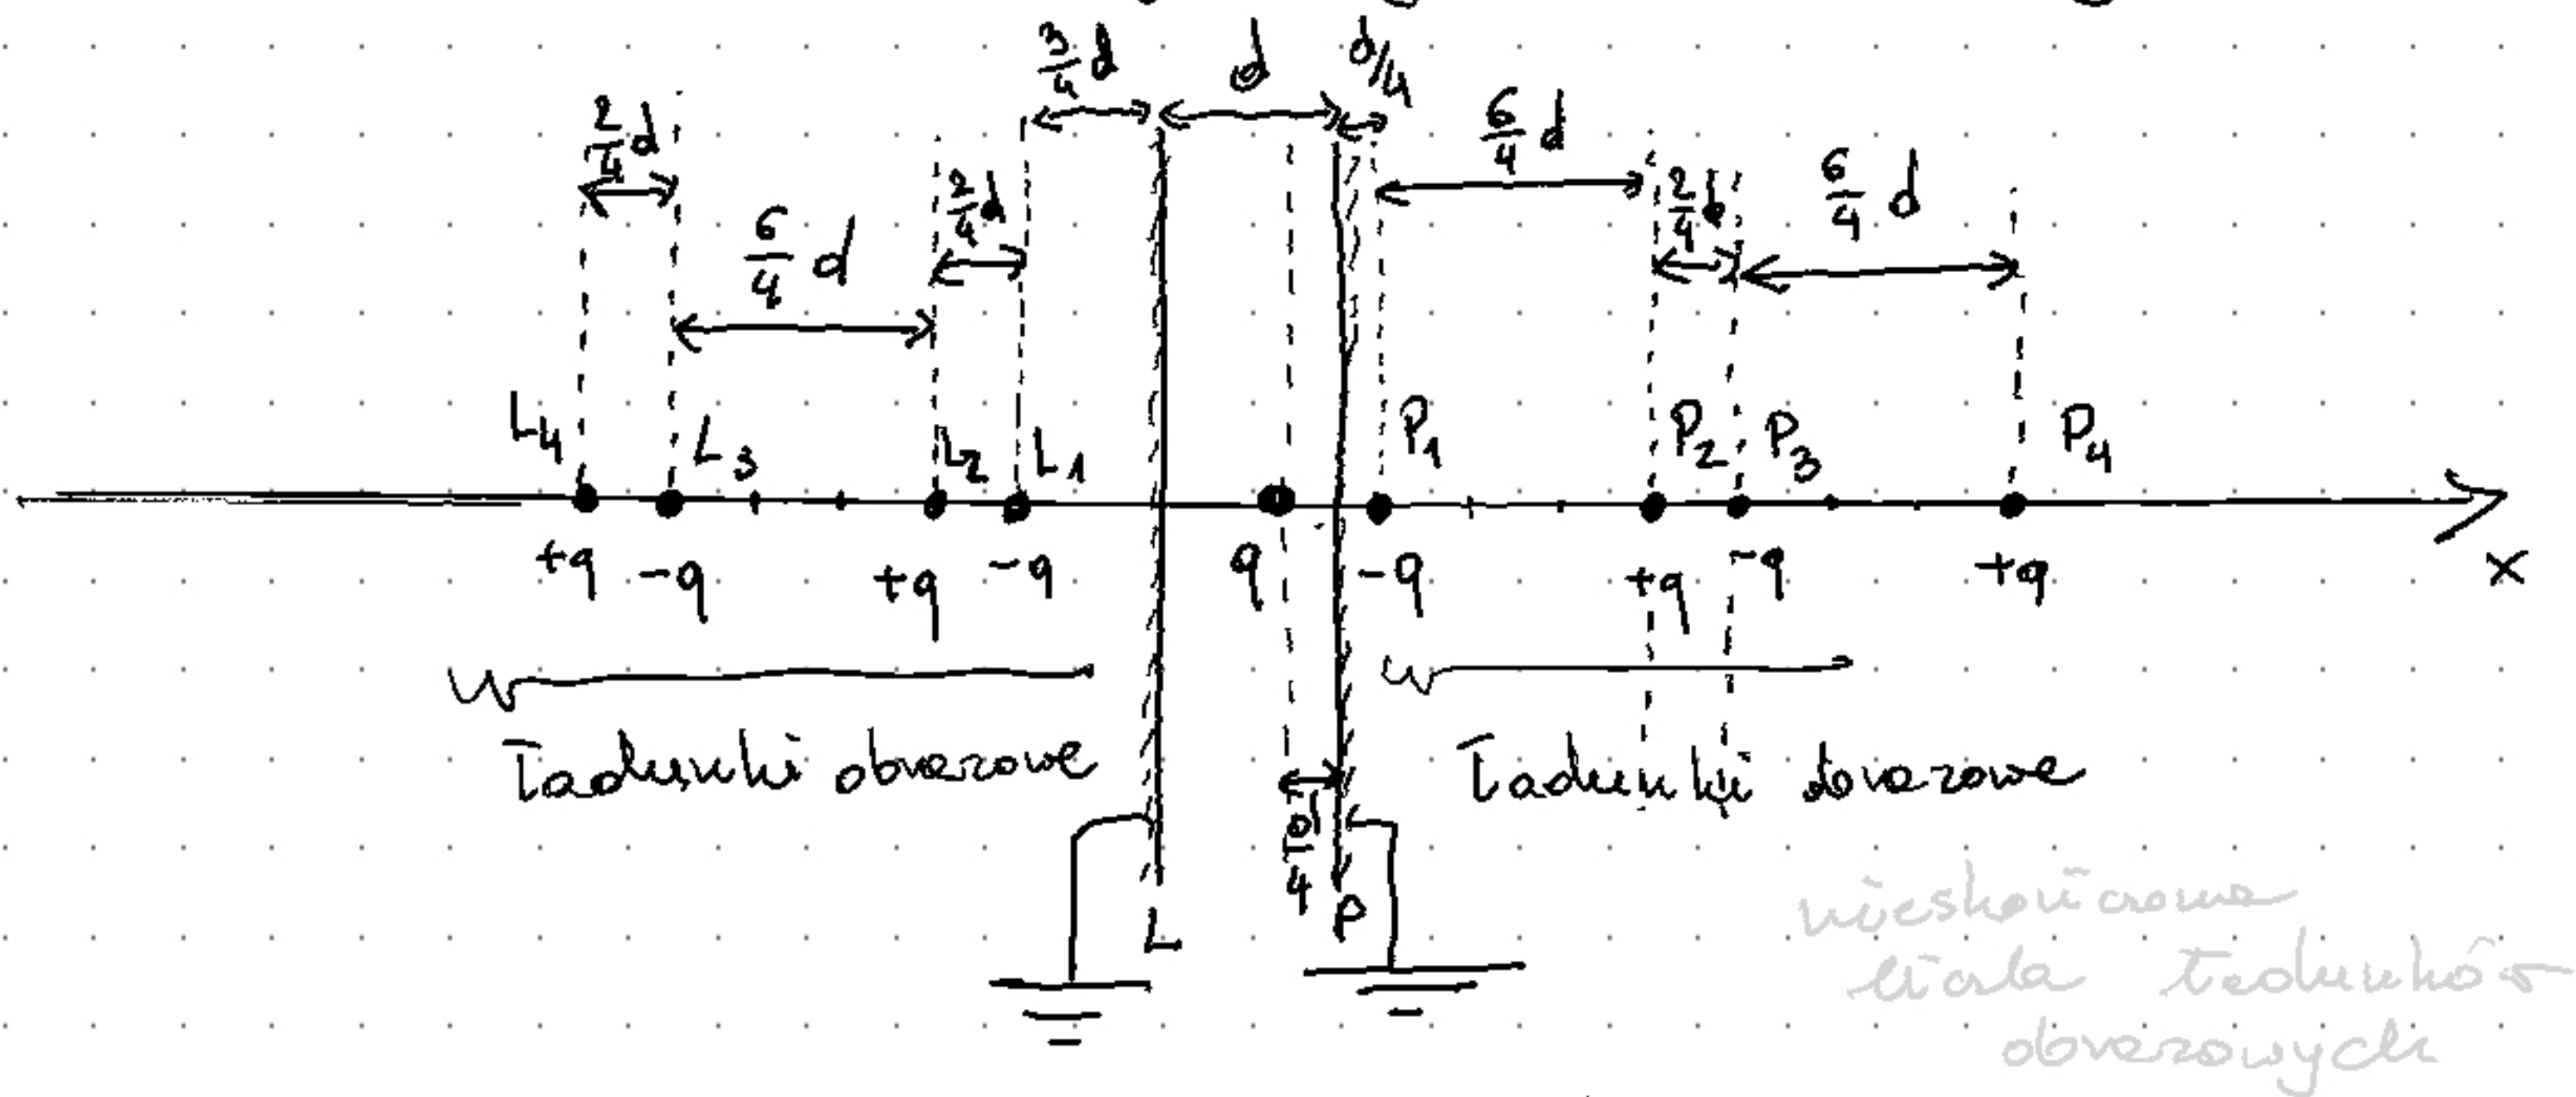 3/4 d d d/4
2/4 d 6/4 d 2/4 d 6/4 d 2/4 d 6/4 d
L4 L3 L2 L1 P1 P2 P3 P4
+q -q +q -q q -q +q -q +q x
Ładunki obrazowe Ładunki obrazowe
d/4
L P
nieskończona
liczba ładunków
obrazowych